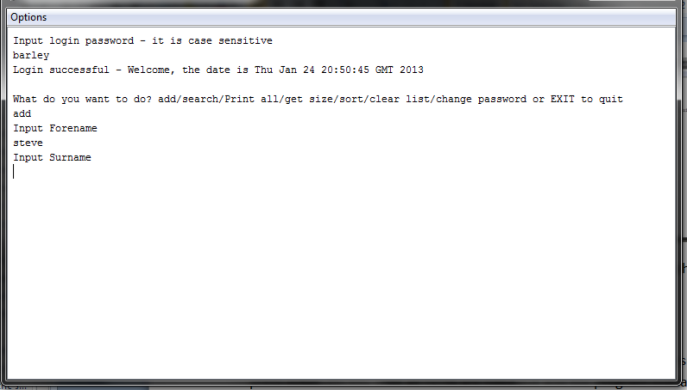 Options
Input login password - it is case sensitive
barley
Login successful - Welcome, the date is Thu Jan 24 20:50:45 GMT 2013
What do you want to do? add/search/Print all/get size/sort/clear list/change password or EXIT to quit
add
Input Forename
steve
Input Surname